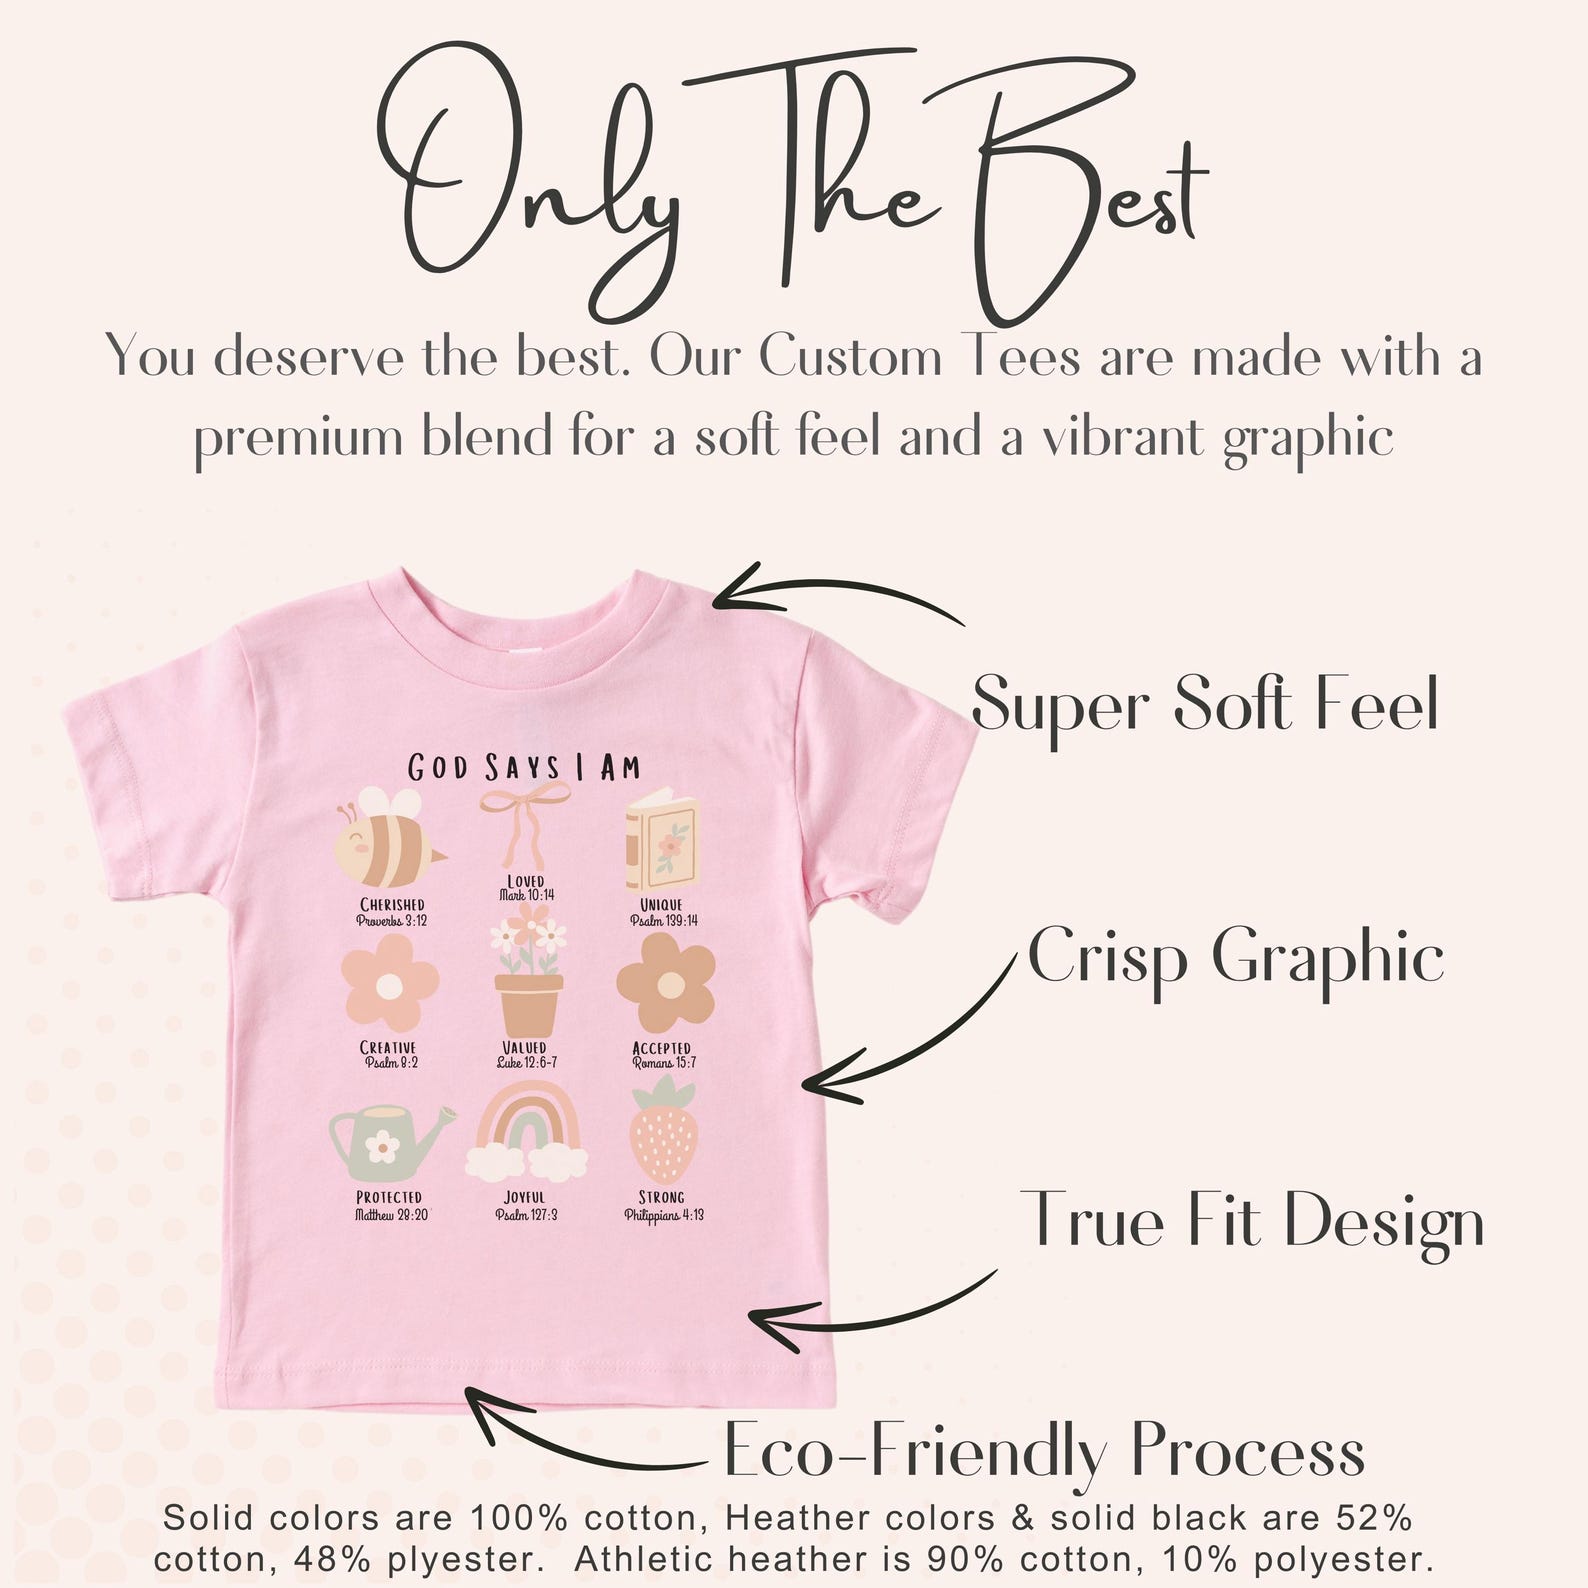 Only The Best
You deserve the best. Our Custom Tees are made with a
premium blend for a soft feel and a vibrant graphic
Super Soft Feel
GOD SAYS I AM
CHERISHED
Proverbs 3:12
LOVED
Mark 10:14
UNIQUE
Psalm 139:14
Crisp Graphic
CREATIVE
Psalm 8:2
VALUED
Luke 12:6-7
ACCEPTED
Romans 15:7
PROTECTED
Matthew 28:20
JOYFUL
Psalm 127:3
STRONG
Philippians 4:13
True Fit Design
Eco-Friendly Process
Solid colors are 100% cotton, Heather colors & solid black are 52%
cotton, 48% plyester. Athletic heather is 90% cotton, 10% polyester.